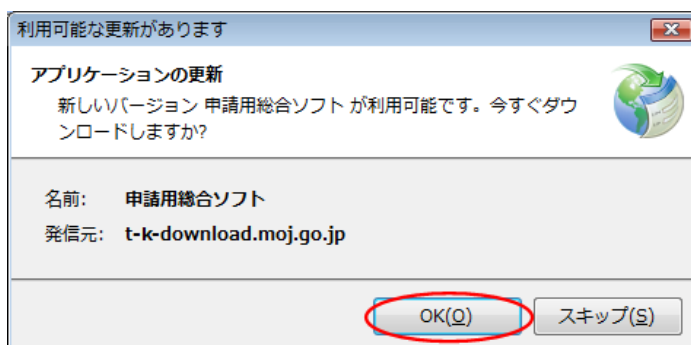 利用可能な更新があります
アプリケーションの更新
新しいバージョン 申請用総合ソフト が利用可能です。今すぐダウ
ンロードしますか?
名前: 申請用総合ソフト
発信元: t-k-download.moj.go.jp
OK(O) スキップ(S)